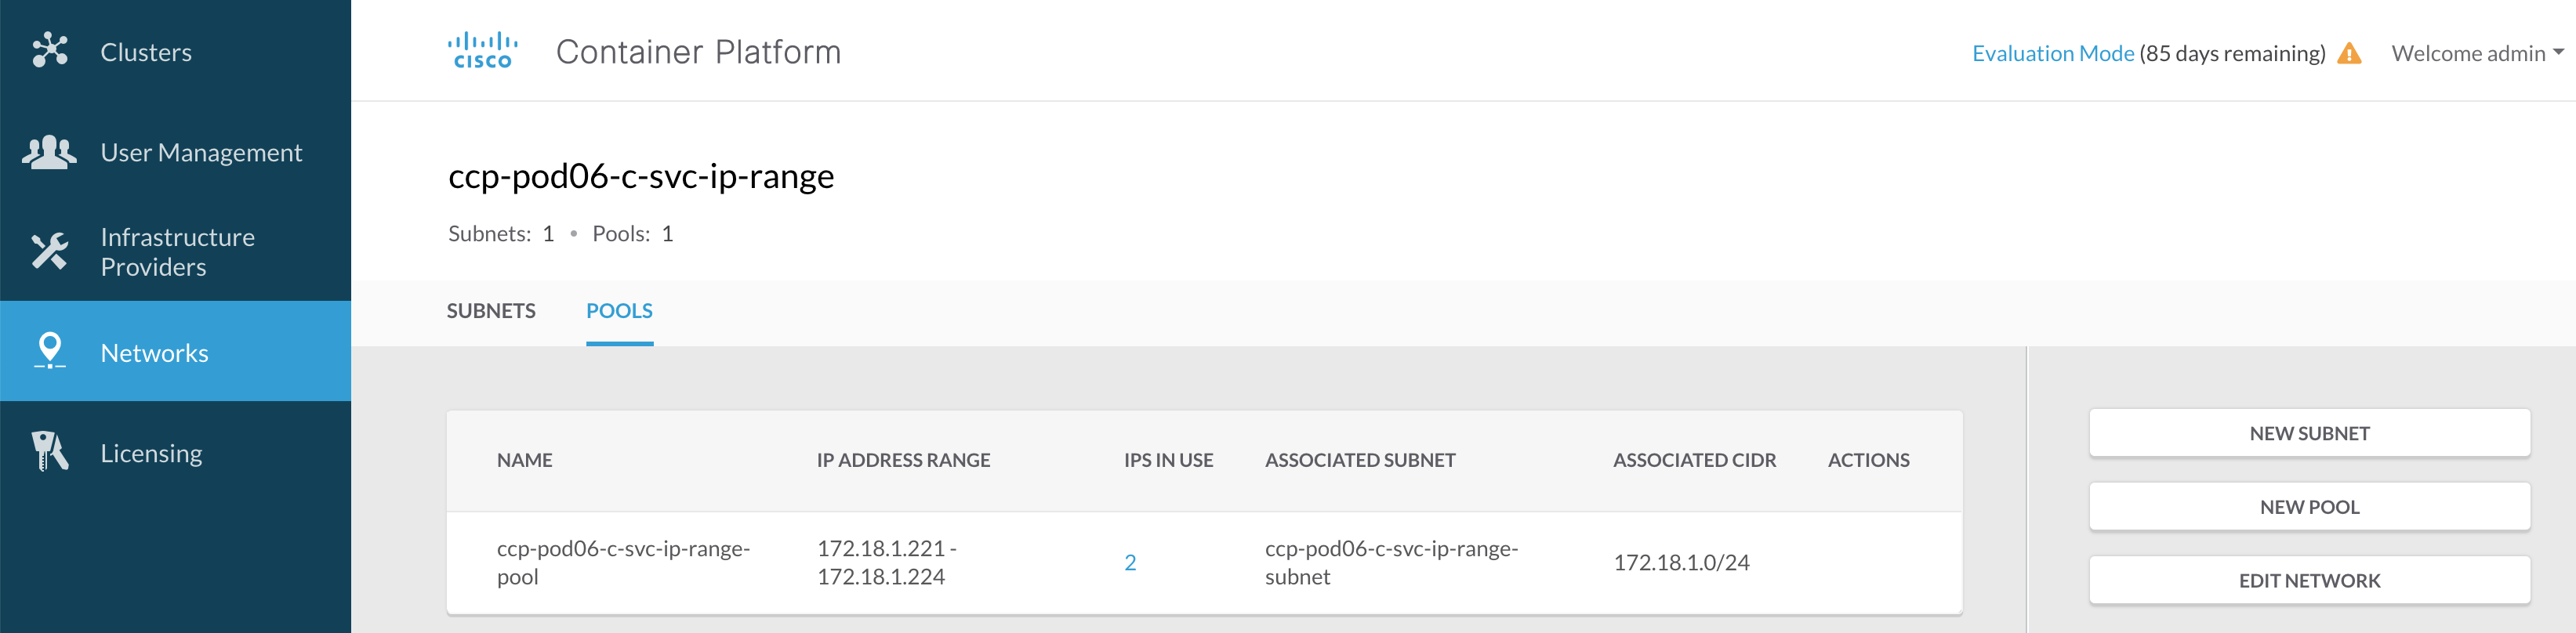 Clusters
User Management
Infrastructure
Providers
Networks
Licensing
CISCO
Container Platform
Evaluation Mode (85 days remaining)
Welcome admin
ccp-pod06-c-svc-ip-range
Subnets: 1 • Pools: 1
SUBNETS POOLS
NAME IP ADDRESS RANGE IPS IN USE ASSOCIATED SUBNET ASSOCIATED CIDR ACTIONS
ccp-pod06-c-svc-ip-range-
pool
172.18.1.221 -
172.18.1.224
2
ccp-pod06-c-svc-ip-range-
subnet
172.18.1.0/24
NEW SUBNET
NEW POOL
EDIT NETWORK